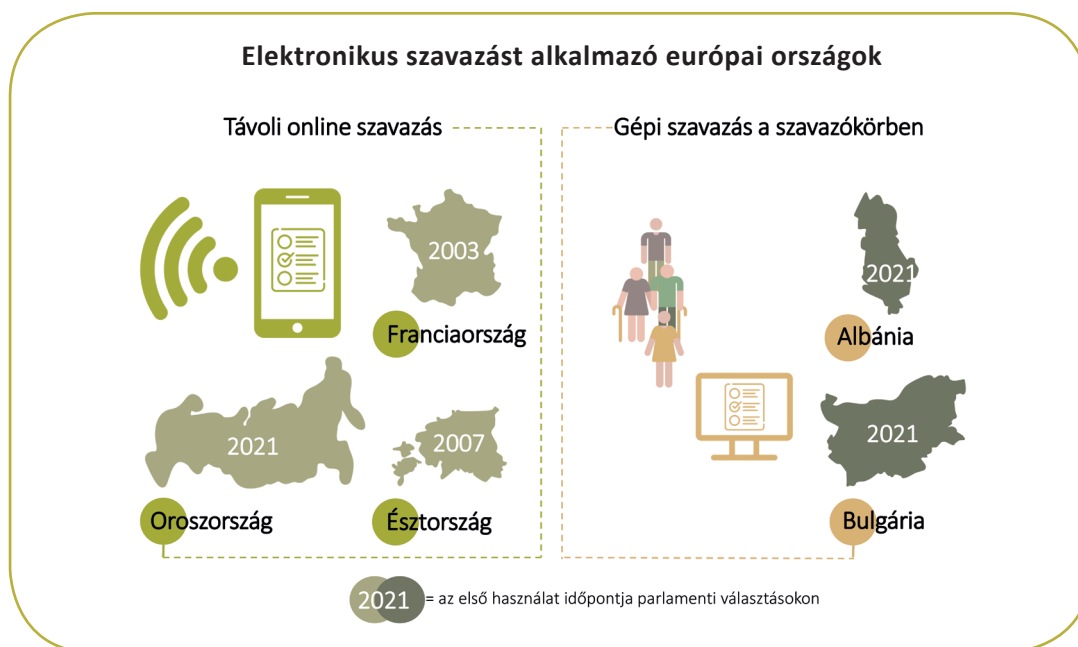 Elektronikus szavazást alkalmazó európai országok
Távoli online szavazás
2003
Franciaország
2021
Oroszország
2007
Észtország
Gépi szavazás a szavazókörben
2021
Albánia
2021
Bulgária
2021 = az első használat időpontja parlamenti választásokon